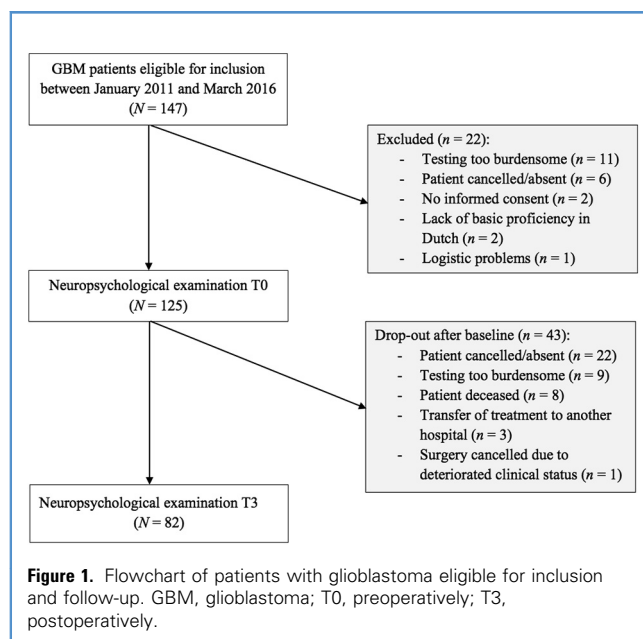 GBM patients eligible for inclusion
between January 2011 and March 2016
(N = 147)
Excluded (n = 22):
- Testing too burdensome (n = 11)
- Patient cancelled/absent (n = 6)
- No informed consent (n = 2)
- Lack of basic proficiency in
Dutch (n = 2)
- Logistic problems (n = 1)
Neuropsychological examination T0
(N = 125)
Drop-out after baseline (n = 43):
- Patient cancelled/absent (n = 22)
- Testing too burdensome (n = 9)
- Patient deceased (n = 8)
- Transfer of treatment to another
hospital (n = 3)
- Surgery cancelled due to
deteriorated clinical status (n = 1)
Neuropsychological examination T3
(N = 82)
Figure 1. Flowchart of patients with glioblastoma eligible for inclusion
and follow-up. GBM, glioblastoma; T0, preoperatively; T3,
postoperatively.